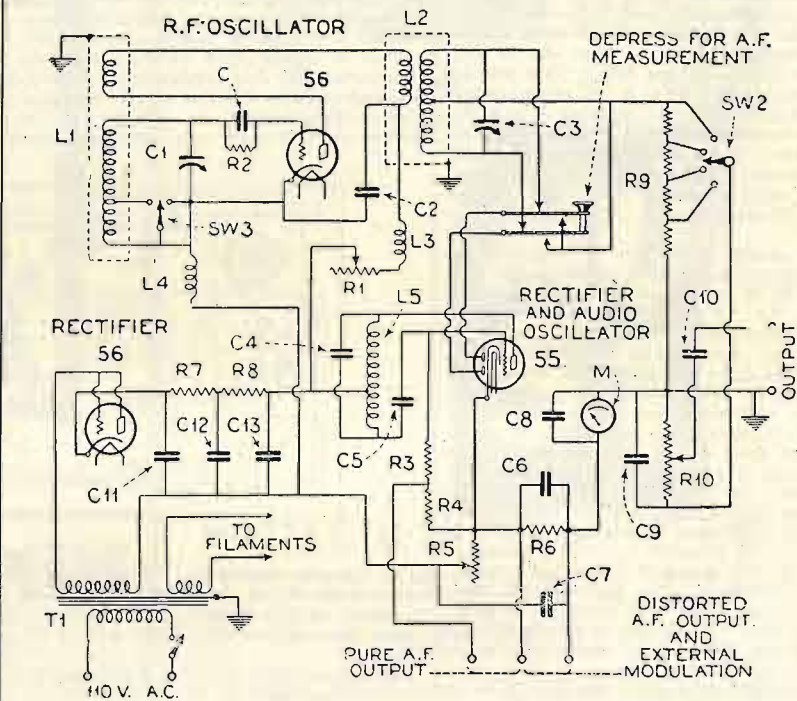 R.F. OSCILLATOR
L2
DEPRESS FOR A.F.
MEASUREMENT
C
56
L1
C1
R2
C3
SW2
R9
C2
SW3
L3
R1
L4
L5
RECTIFIER
AND AUDIO
OSCILLATOR
C10
RECTIFIER
56
C4
55
M.
OUTPUT
R7
R8
C8
C12
C13
C5
R3
C6
C11
R4
R6
C9
R10
TO
FILAMENTS
R5
C7
T1
DISTORTED
A.F. OUTPUT
AND
EXTERNAL
MODULATION
PURE A.F.
OUTPUT
110 V. A.C.